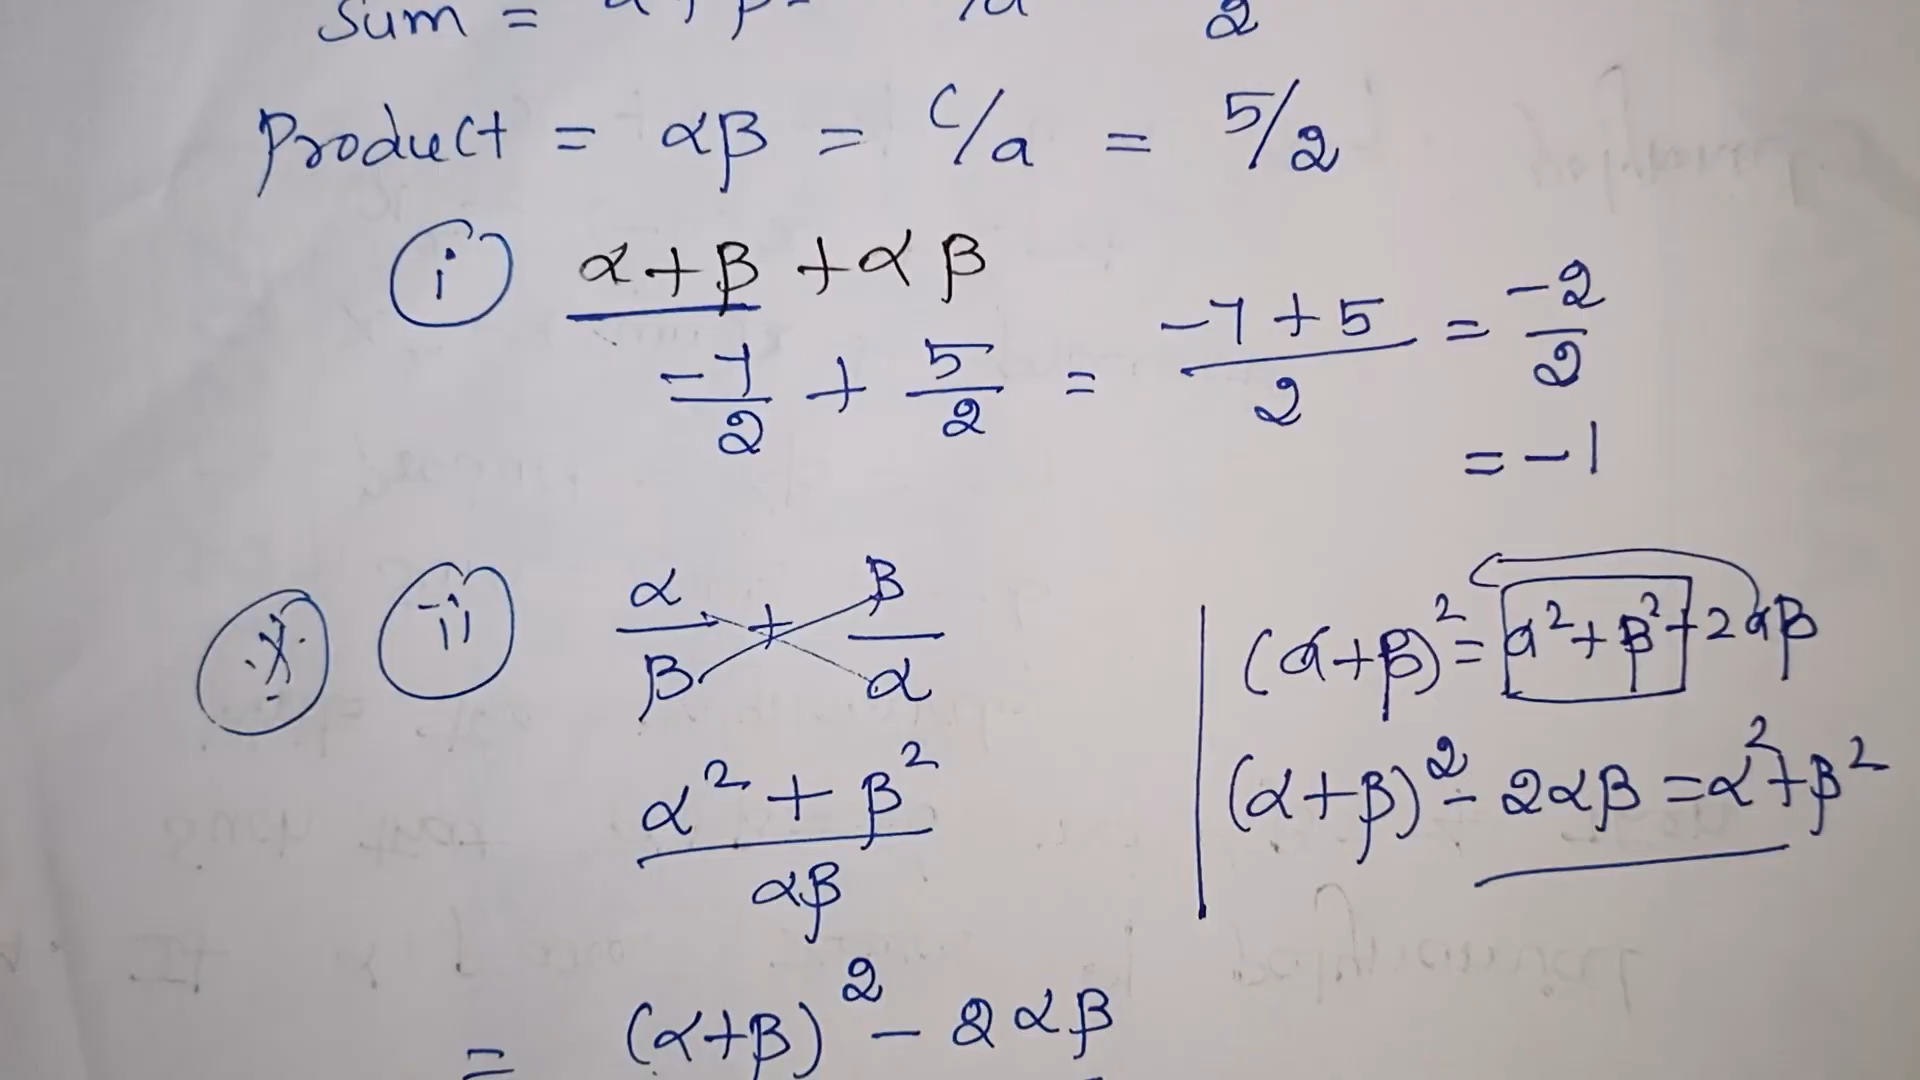 Sum = α+β = 2
Product = αβ = c/a = 5/2
(i) α+β +αβ
-7/2 + 5/2 = (-7+5)/2 = -2/2
= -1
(ii) α/β + β/α
(α+β)² = α²+β²+2αβ
(α²+β²)/αβ
(α+β)² - 2αβ = α²+β²
= (α+β)² - 2αβ